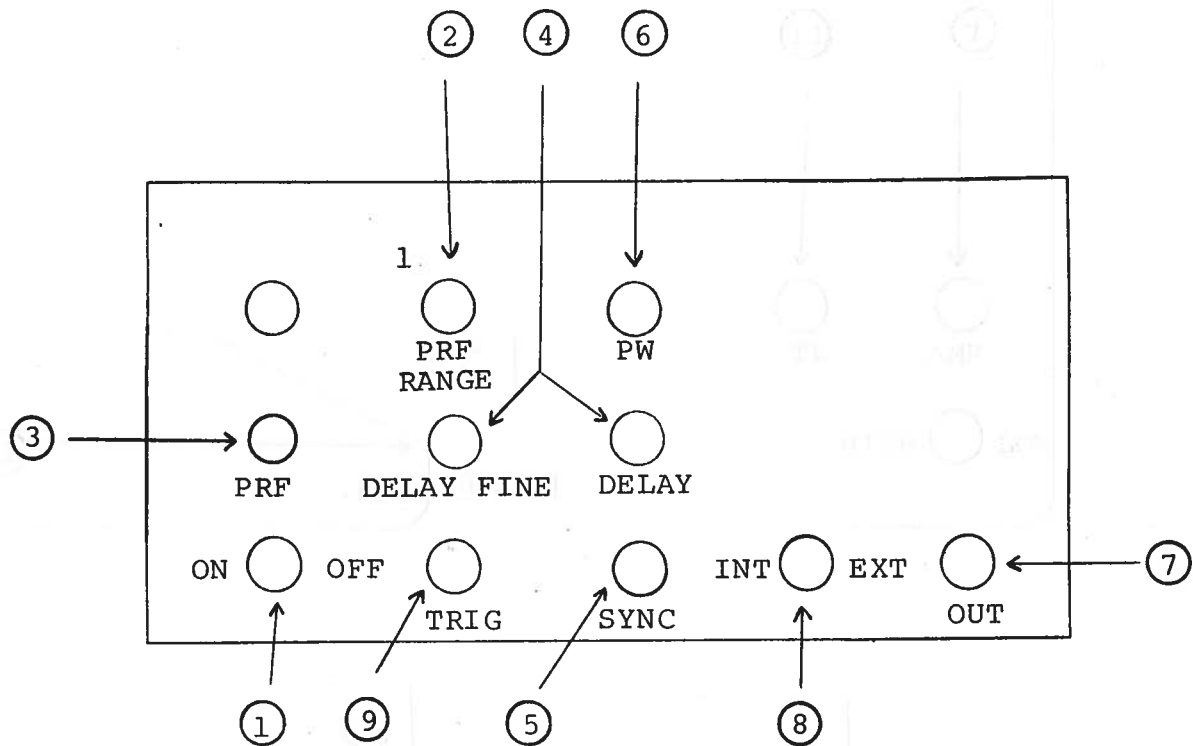 2 4 6
1
PRF RANGE
PW
3
PRF
DELAY FINE
DELAY
ON OFF
TRIG
SYNC
INT EXT
OUT
7
1 9 5 8